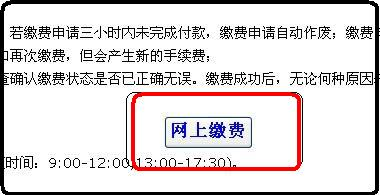 若缴费申请三小时内未完成付款，缴费申请自动作废；缴费
再次缴费，但会产生新的手续费；
确认缴费状态是否已正确无误。缴费成功后，无论何种原因
网上缴费
时间：9:00-12:00,13:00-17:30)。